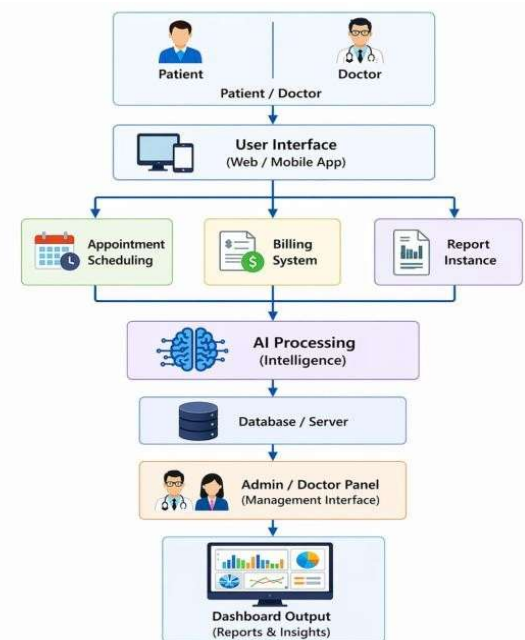 Patient
Doctor
Patient / Doctor
User Interface
(Web / Mobile App)
Appointment
Scheduling
Billing
System
Report
Instance
AI Processing
(Intelligence)
Database / Server
Admin / Doctor Panel
(Management Interface)
Dashboard Output
(Reports & Insights)